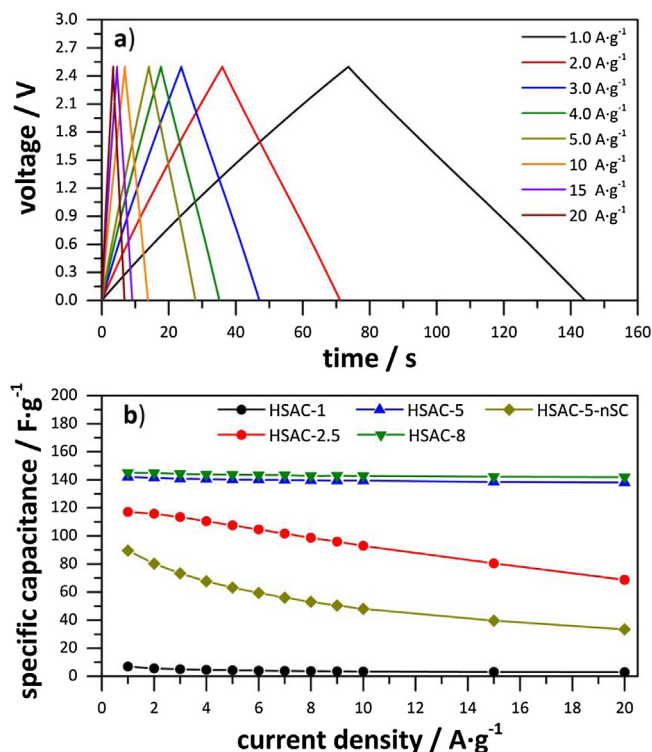 a)
3.0
2.7
2.4
2.1
1.8
1.5
1.2
0.9
0.6
0.3
0.0
voltage / V
1.0 A·g⁻¹
2.0 A·g⁻¹
3.0 A·g⁻¹
4.0 A·g⁻¹
5.0 A·g⁻¹
10 A·g⁻¹
15 A·g⁻¹
20 A·g⁻¹
0 20 40 60 80 100 120 140 160
time / s
b)
HSAC-1 HSAC-5 HSAC-5-nSC
HSAC-2.5 HSAC-8
200
180
160
140
120
100
80
60
40
20
0
specific capacitance / F·g⁻¹
0 2 4 6 8 10 12 14 16 18 20
current density / A·g⁻¹